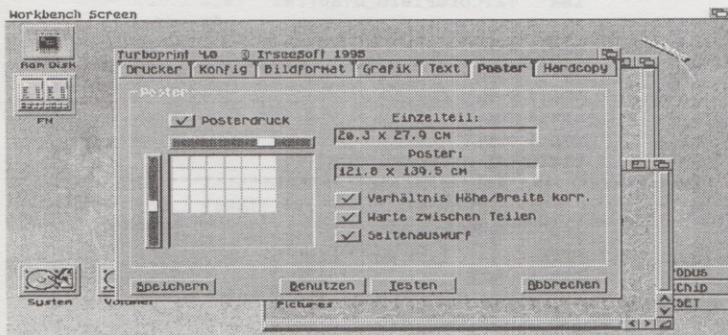 Workbench Screen
Ram Disk
Turboprint 4.0 © IrseeSoft 1995
Drucker Konfig Bildformat Grafik Text Poster Hardcopy
Poster
Posterdruck
Einzelteil:
20.3 x 27.9 cm
Poster:
121.8 x 139.5 cm
Verhältnis Höhe/Breite korr.
Warte zwischen Teilen
Seitenauswurf
Speichern Benutzen Testen Abbrechen
System
Pictures